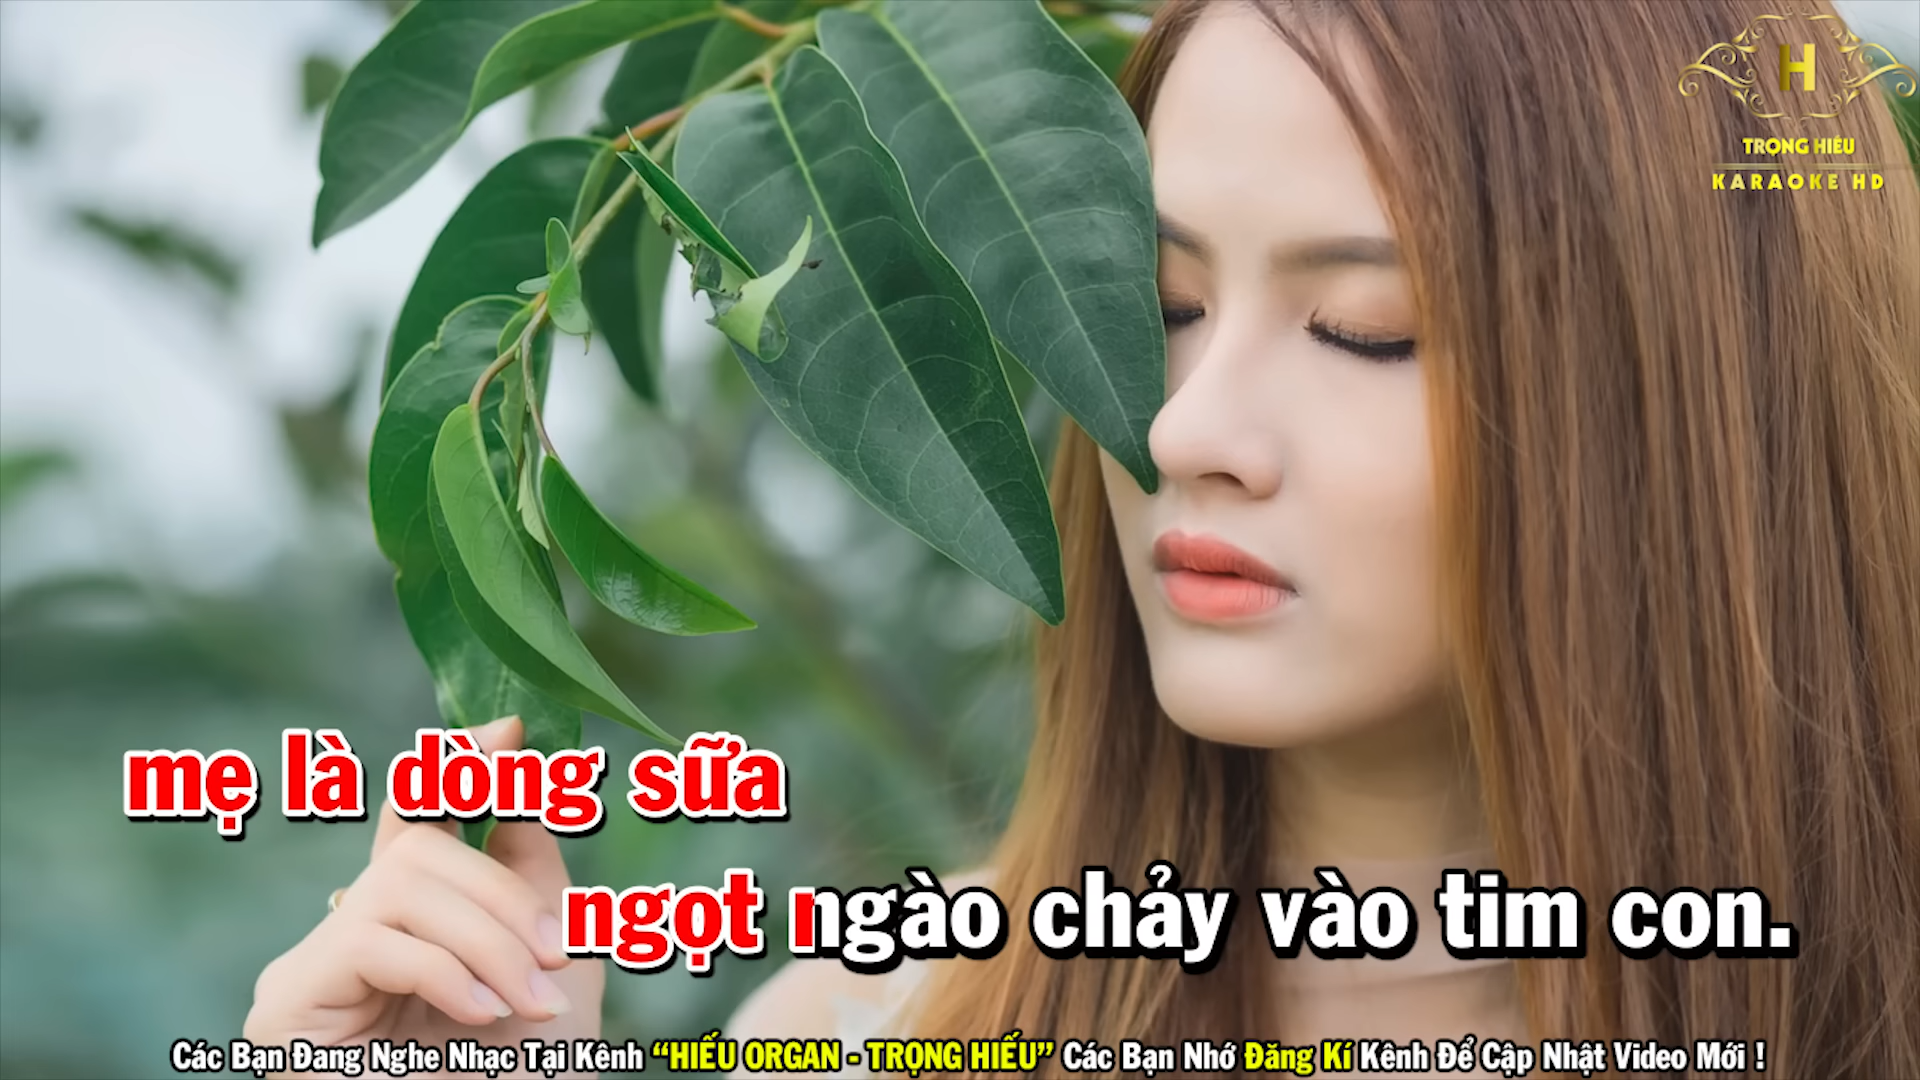 H
TRỌNG HIẾU
KARAOKE HD
mẹ là dòng sữa
ngọt ngào chảy vào tim con.
Các Bạn Đang Nghe Nhạc Tại Kênh “HIẾU ORGAN - TRỌNG HIẾU” Các Bạn Nhớ Đăng Kí Kênh Để Cập Nhật Video Mới !